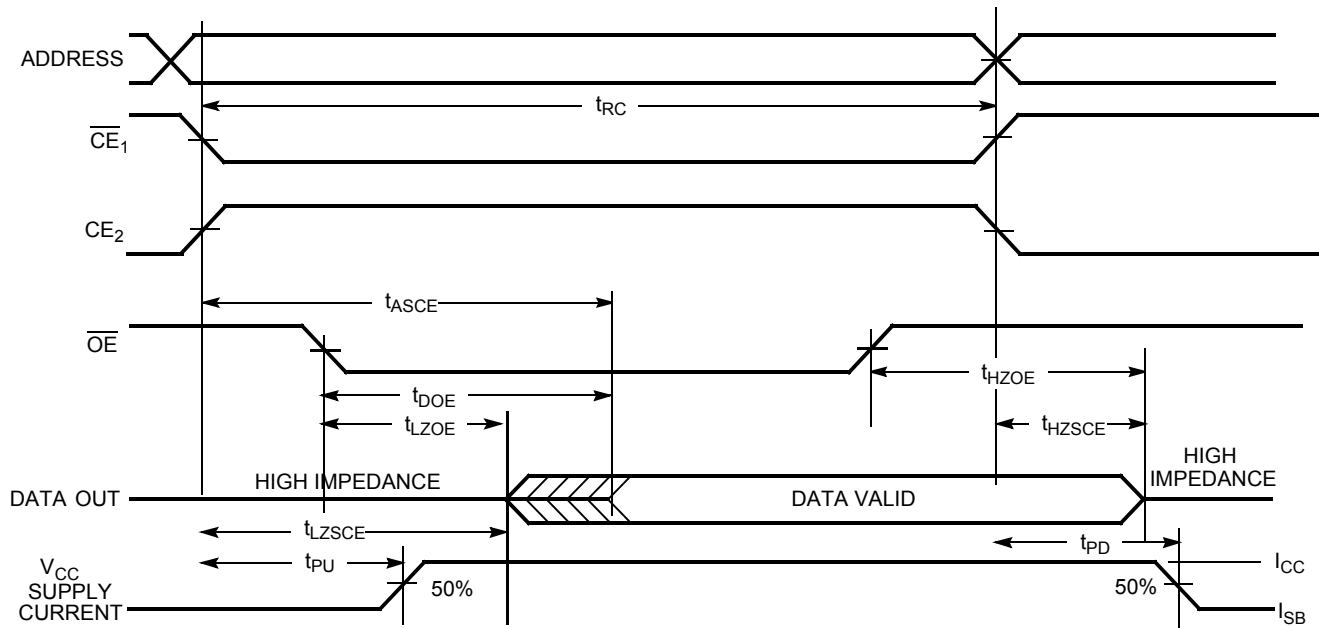 ADDRESS
tRC
CE1
CE2
tASCE
OE
tHZOE
tDOE
tLZOE
tHZSCE
HIGH IMPEDANCE
HIGH
IMPEDANCE
DATA OUT
DATA VALID
tLZSCE
tPD
tPU
VCC
SUPPLY
CURRENT
50%
50%
ICC
ISB